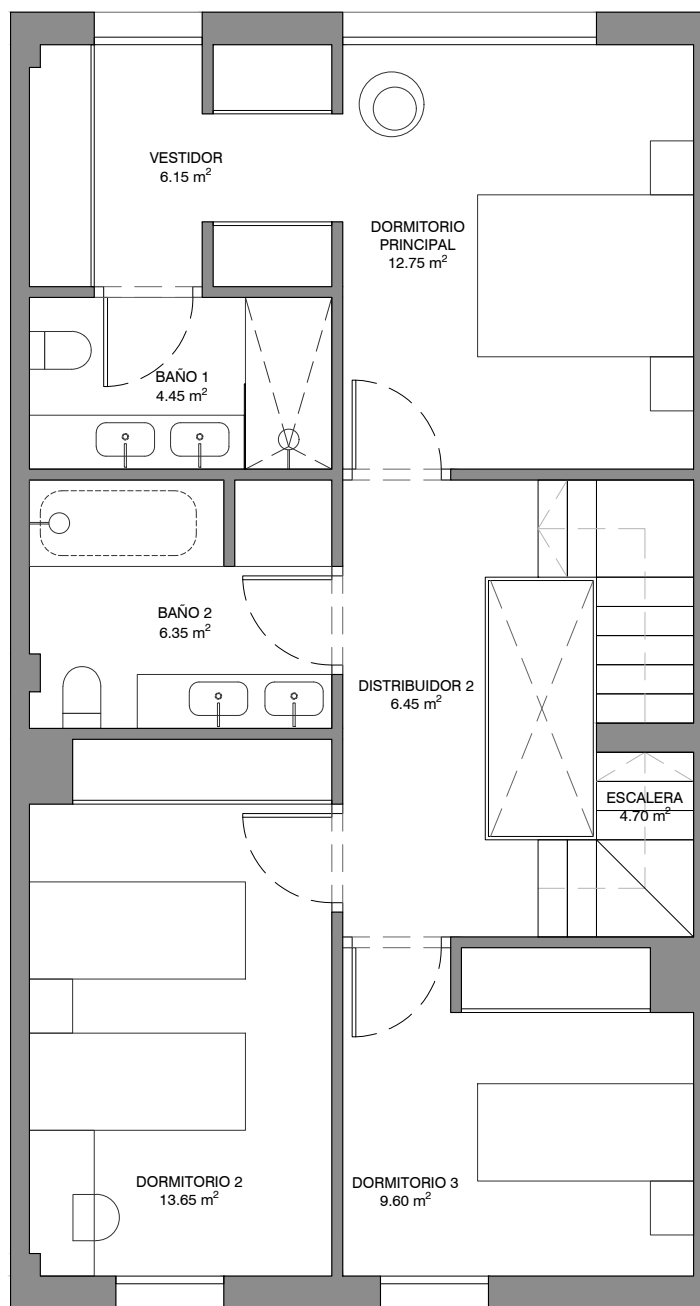 VESTIDOR
6.15 m²
DORMITORIO
PRINCIPAL
12.75 m²
BAÑO 1
4.45 m²
BAÑO 2
6.35 m²
DISTRIBUIDOR 2
6.45 m²
ESCALERA
4.70 m²
DORMITORIO 2
13.65 m²
DORMITORIO 3
9.60 m²